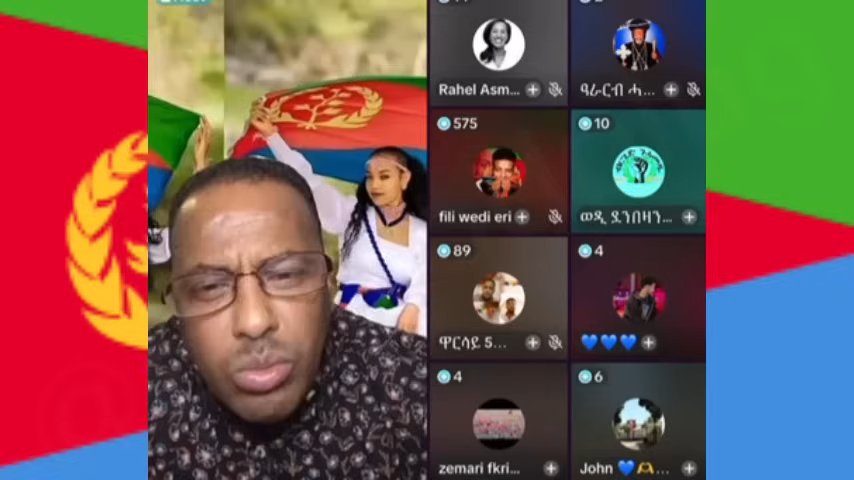 Rahel Asm...
ዓራርብ ሓ...
575
10
fili wedi eri
ወዲ ደንበዛን...
89
4
ዋርሳይ 5...
💙💙💙
4
6
zemari fkri...
John 💙🫶...